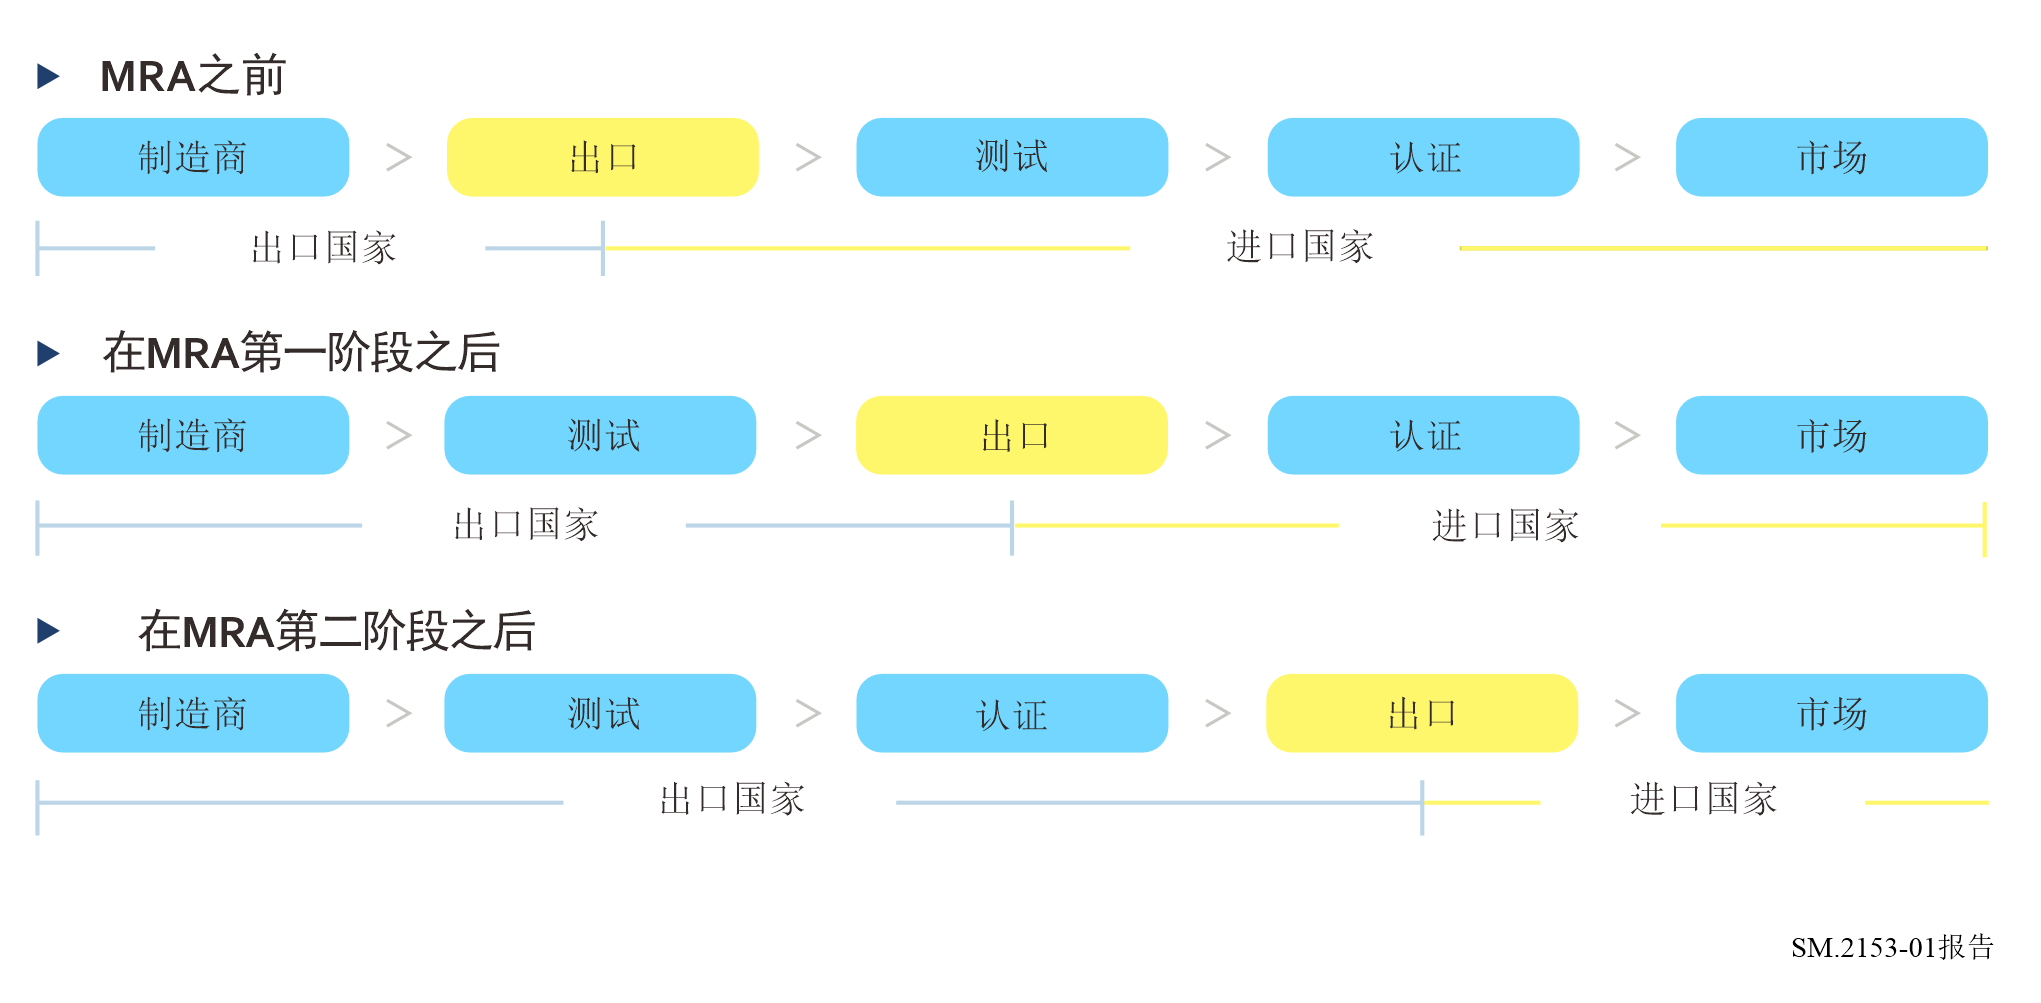 MRA之前
制造商 > 出口 > 测试 > 认证 > 市场
出口国家 进口国家
在MRA第一阶段之后
制造商 > 测试 > 出口 > 认证 > 市场
出口国家 进口国家
在MRA第二阶段之后
制造商 > 测试 > 认证 > 出口 > 市场
出口国家 进口国家
SM.2153-01报告